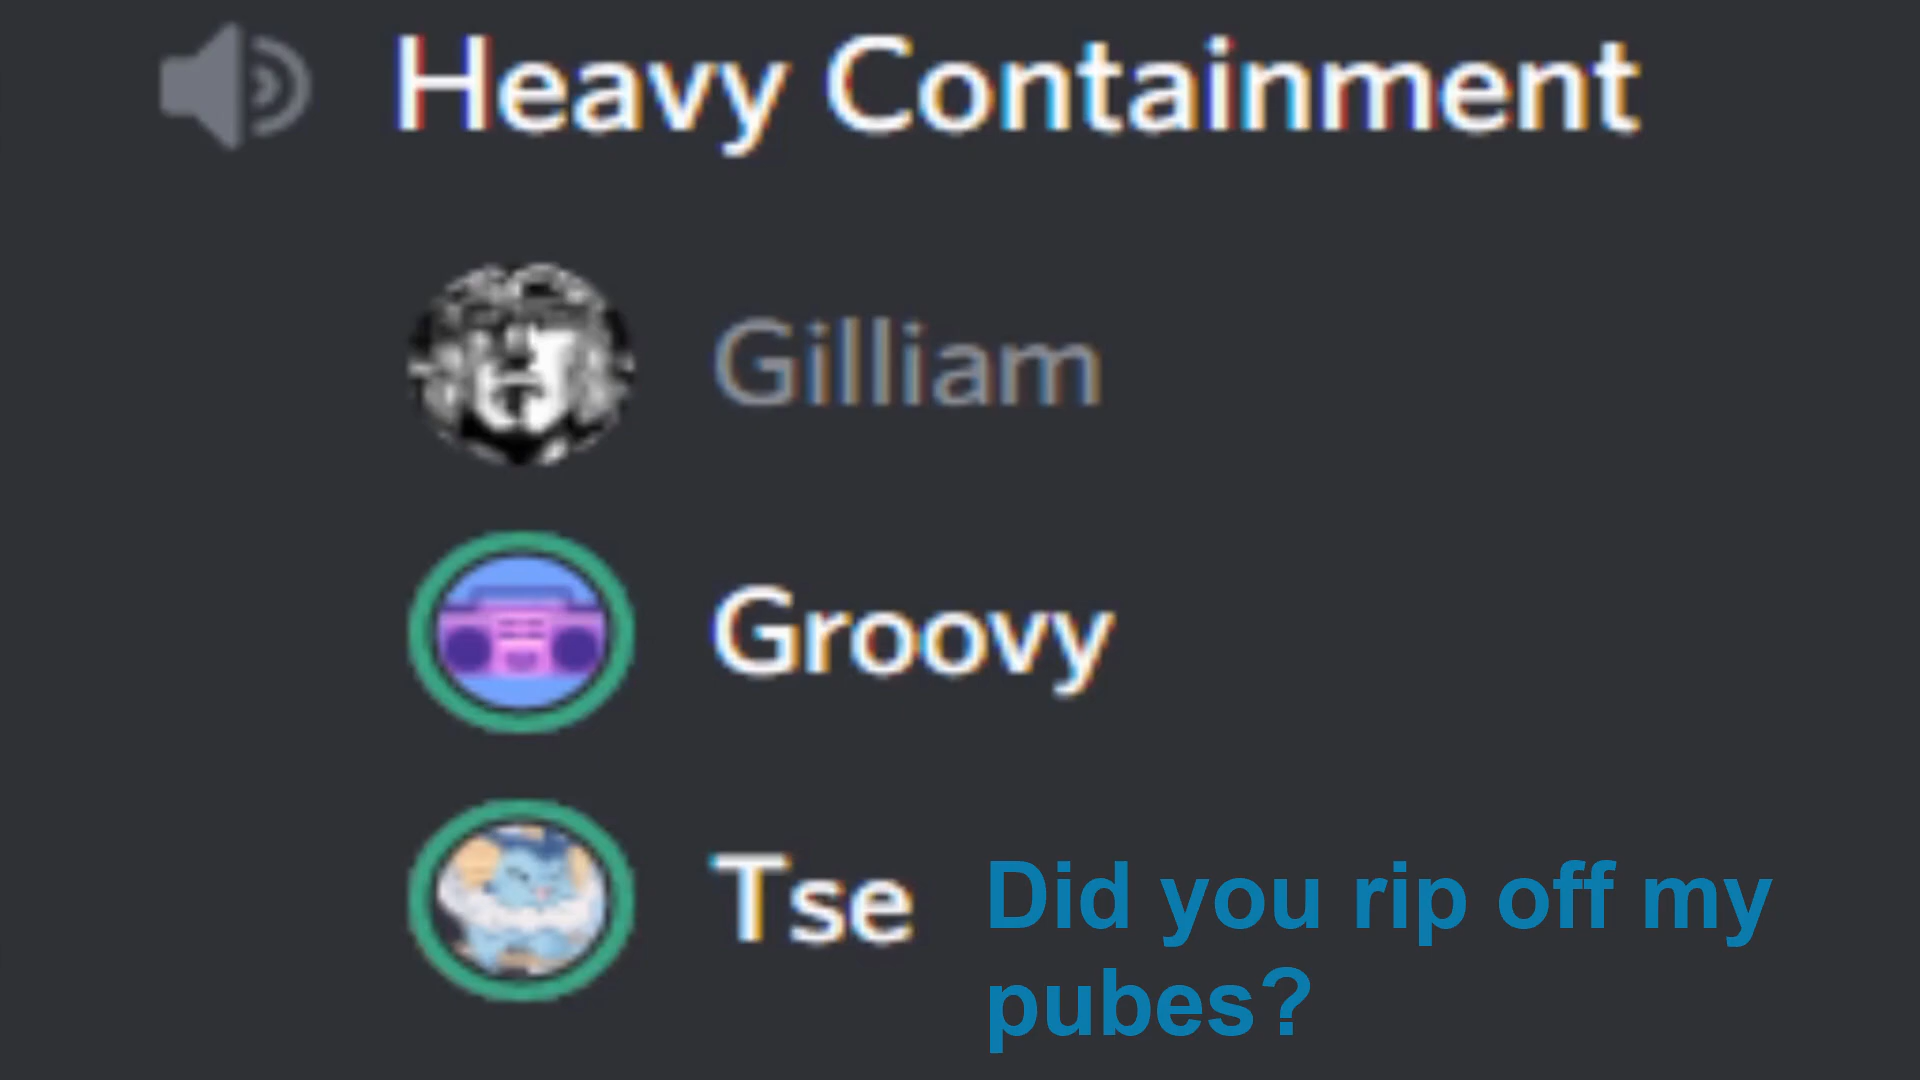 Heavy Containment
Gilliam
Groovy
Tse
Did you rip off my
pubes?